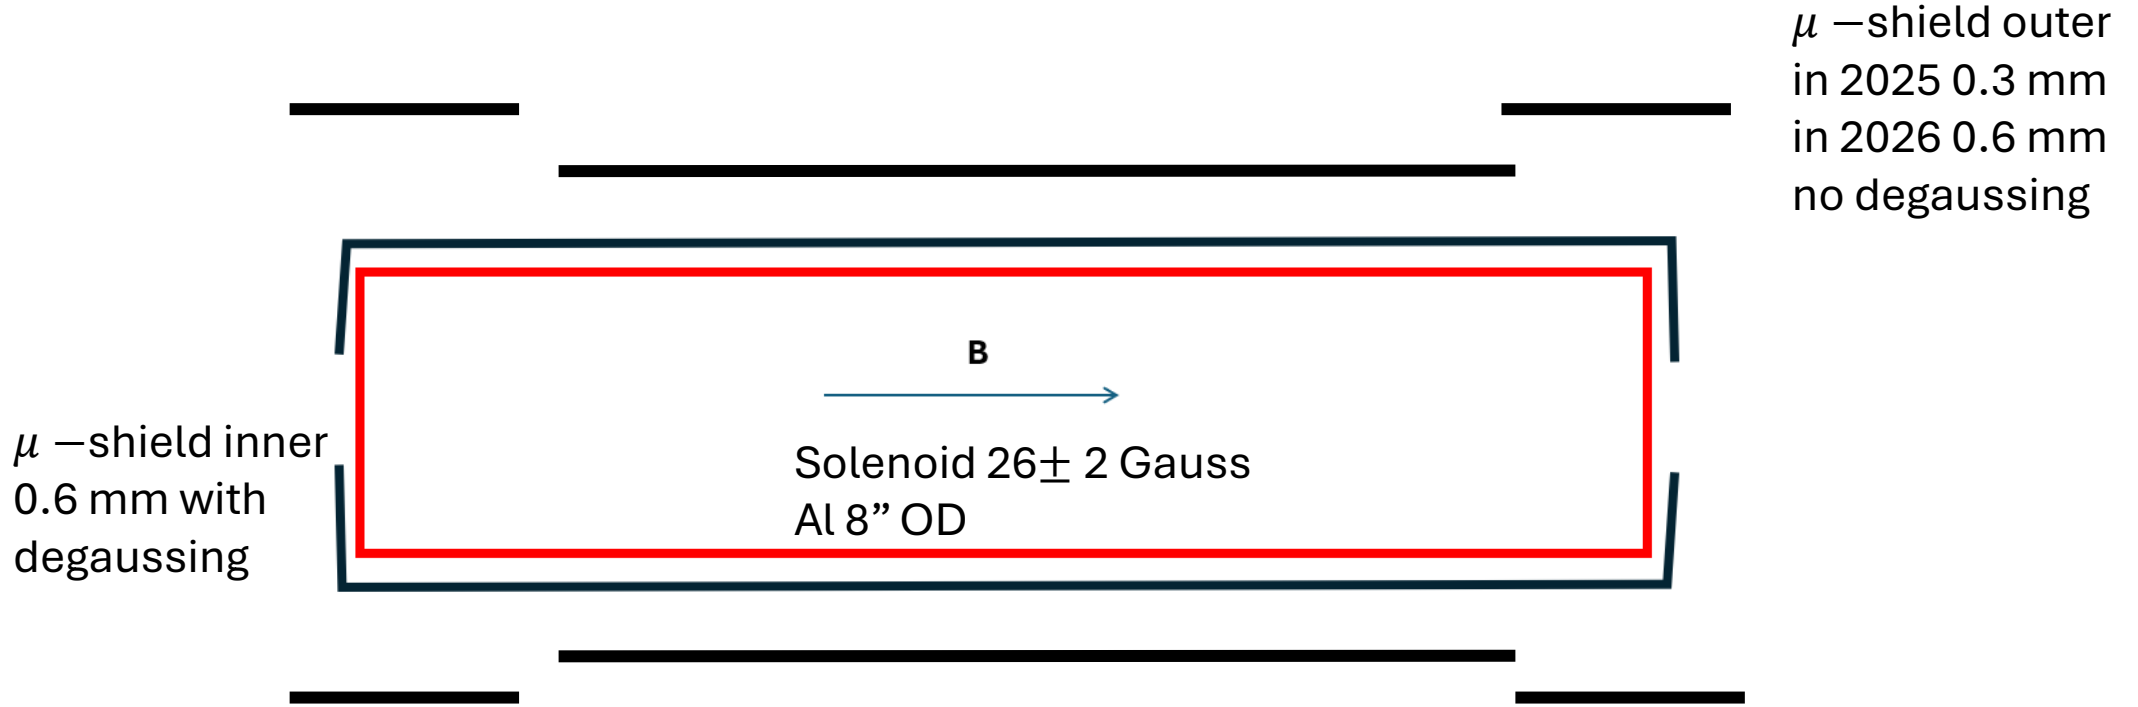 μ −shield outer
in 2025 0.3 mm
in 2026 0.6 mm
no degaussing
B
μ −shield inner
0.6 mm with
degaussing
Solenoid 26± 2 Gauss
Al 8” OD